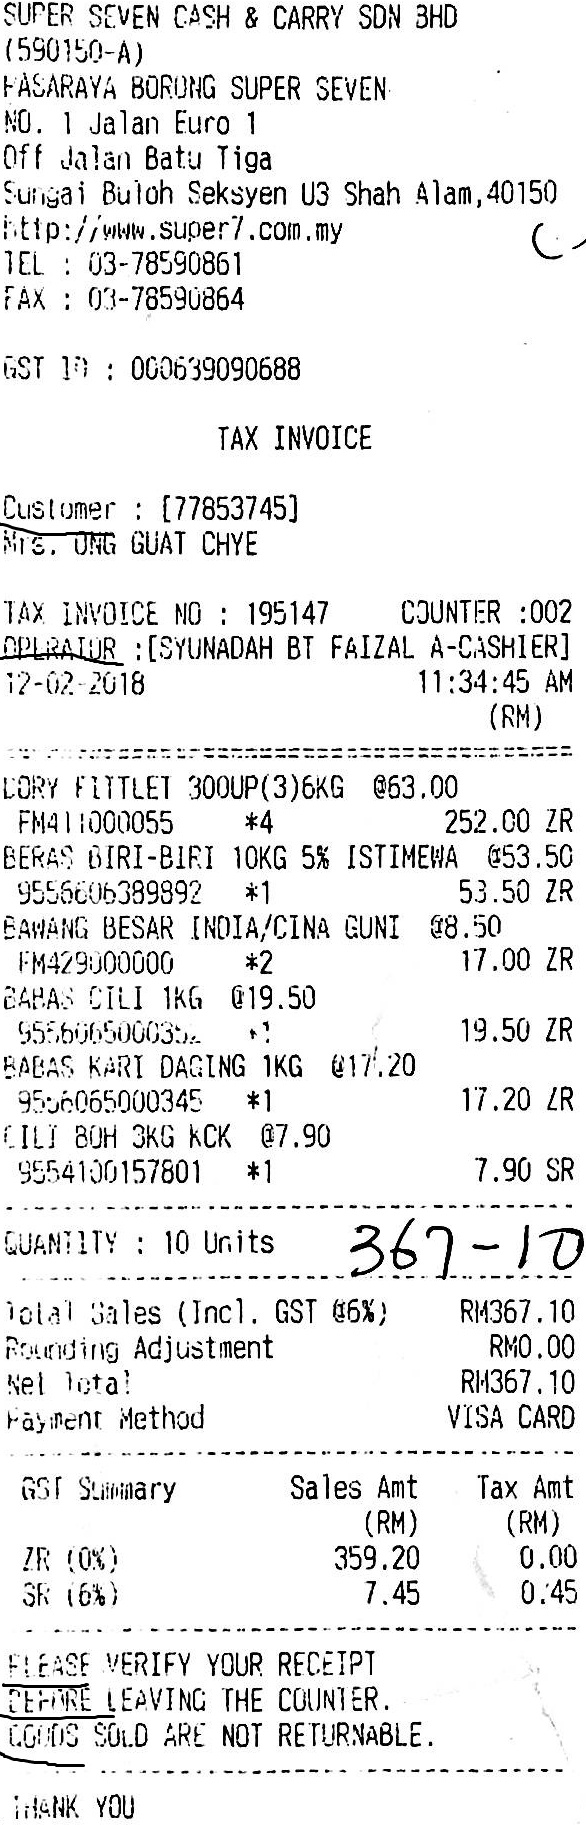 SUPER SEVEN CASH & CARRY SDN BHD
(590150-A)
PASARAYA BORONG SUPER SEVEN
NO. 1 Jalan Euro 1
Off Jalan Batu Tiga
Sungai Buloh Seksyen U3 Shah Alam,40150
http://www.super7.com.my
TEL : 03-78590861
FAX : 03-78590864
GST ID : 000639090688
TAX INVOICE
Customer : [77853745]
Mrs. ONG GUAT CHYE
TAX INVOICE NO : 195147 COUNTER :002
OPERATOR :[SYUNADAH BT FAIZAL A-CASHIER]
12-02-2018 11:34:45 AM
(RM)
DORY FITTLET 300UP(3)6KG @63.00
FM411000055 *4 252.00 ZR
BERAS BIRI-BIRI 10KG 5% ISTIMEWA @53.50
9556606389892 *1 53.50 ZR
BAWANG BESAR INDIA/CINA GUNI @8.50
FM429000000 *2 17.00 ZR
BABAS CILI 1KG @19.50
9556065000352 *1 19.50 ZR
BABAS KARI DAGING 1KG @17.20
9556065000345 *1 17.20 ZR
CILI BOH 3KG KCK @7.90
9554100157801 *1 7.90 SR
QUANTITY : 10 Units 367-10
Total Sales (Incl. GST @6%) RM367.10
Rounding Adjustment RM0.00
Net Total RM367.10
Payment Method VISA CARD
GST Summary Sales Amt Tax Amt
(RM) (RM)
ZR (0%) 359.20 0.00
SR (6%) 7.45 0.45
PLEASE VERIFY YOUR RECEIPT
BEFORE LEAVING THE COUNTER.
GOODS SOLD ARE NOT RETURNABLE.
THANK YOU